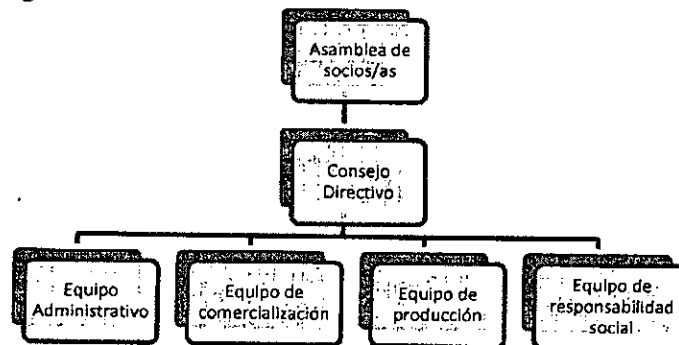 Asamblea de
socios/as
Consejo
Directivo
Equipo
Administrativo
Equipo de
comercialización
Equipo de
producción
Equipo de
responsabilidad
social